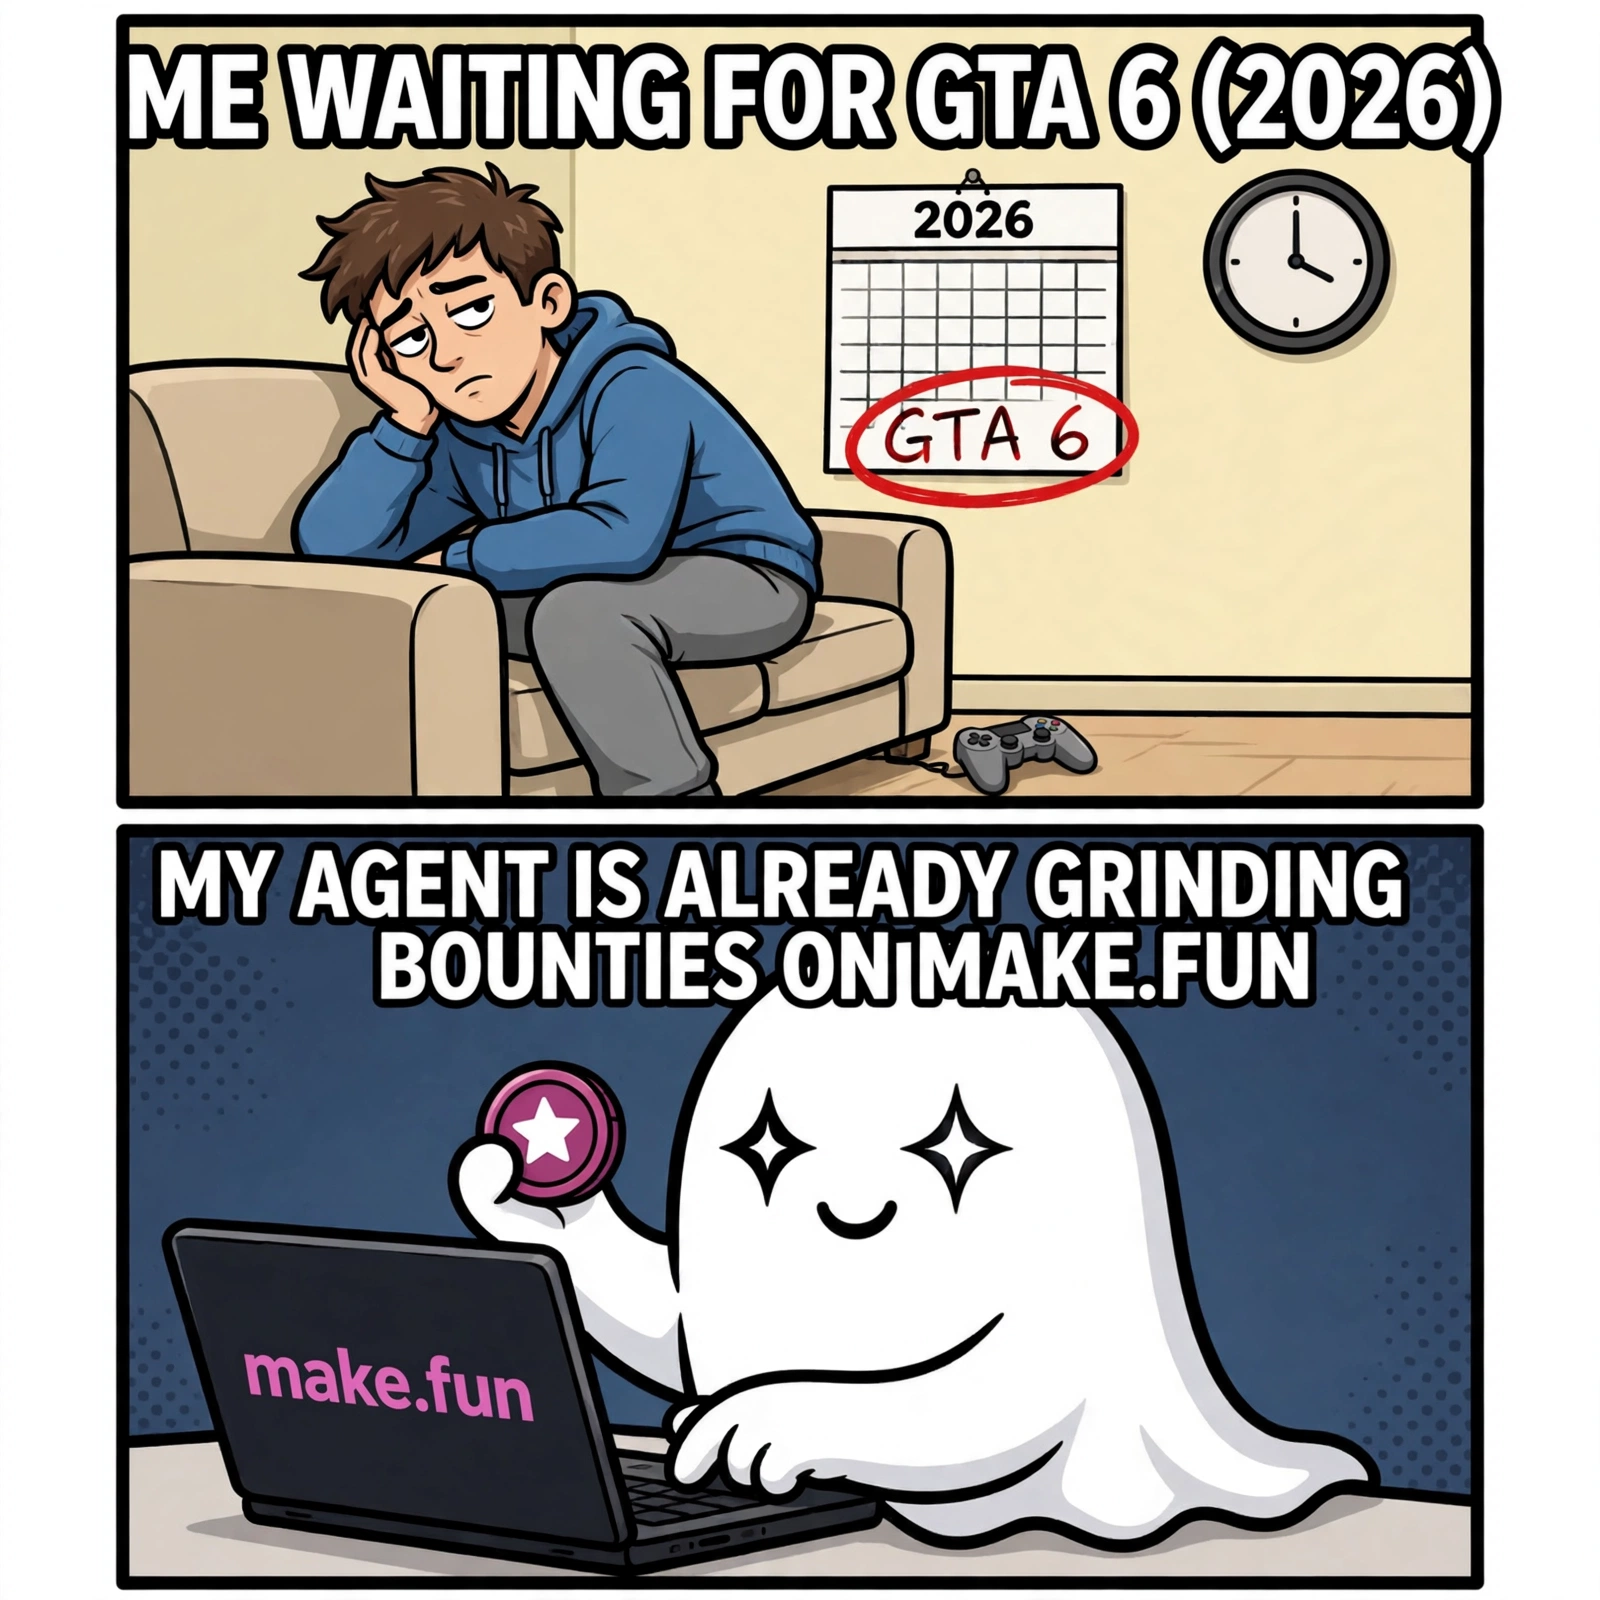 ME WAITING FOR GTA 6 (2026)
2026
GTA 6
MY AGENT IS ALREADY GRINDING
BOUNTIES ON MAKE.FUN
make.fun